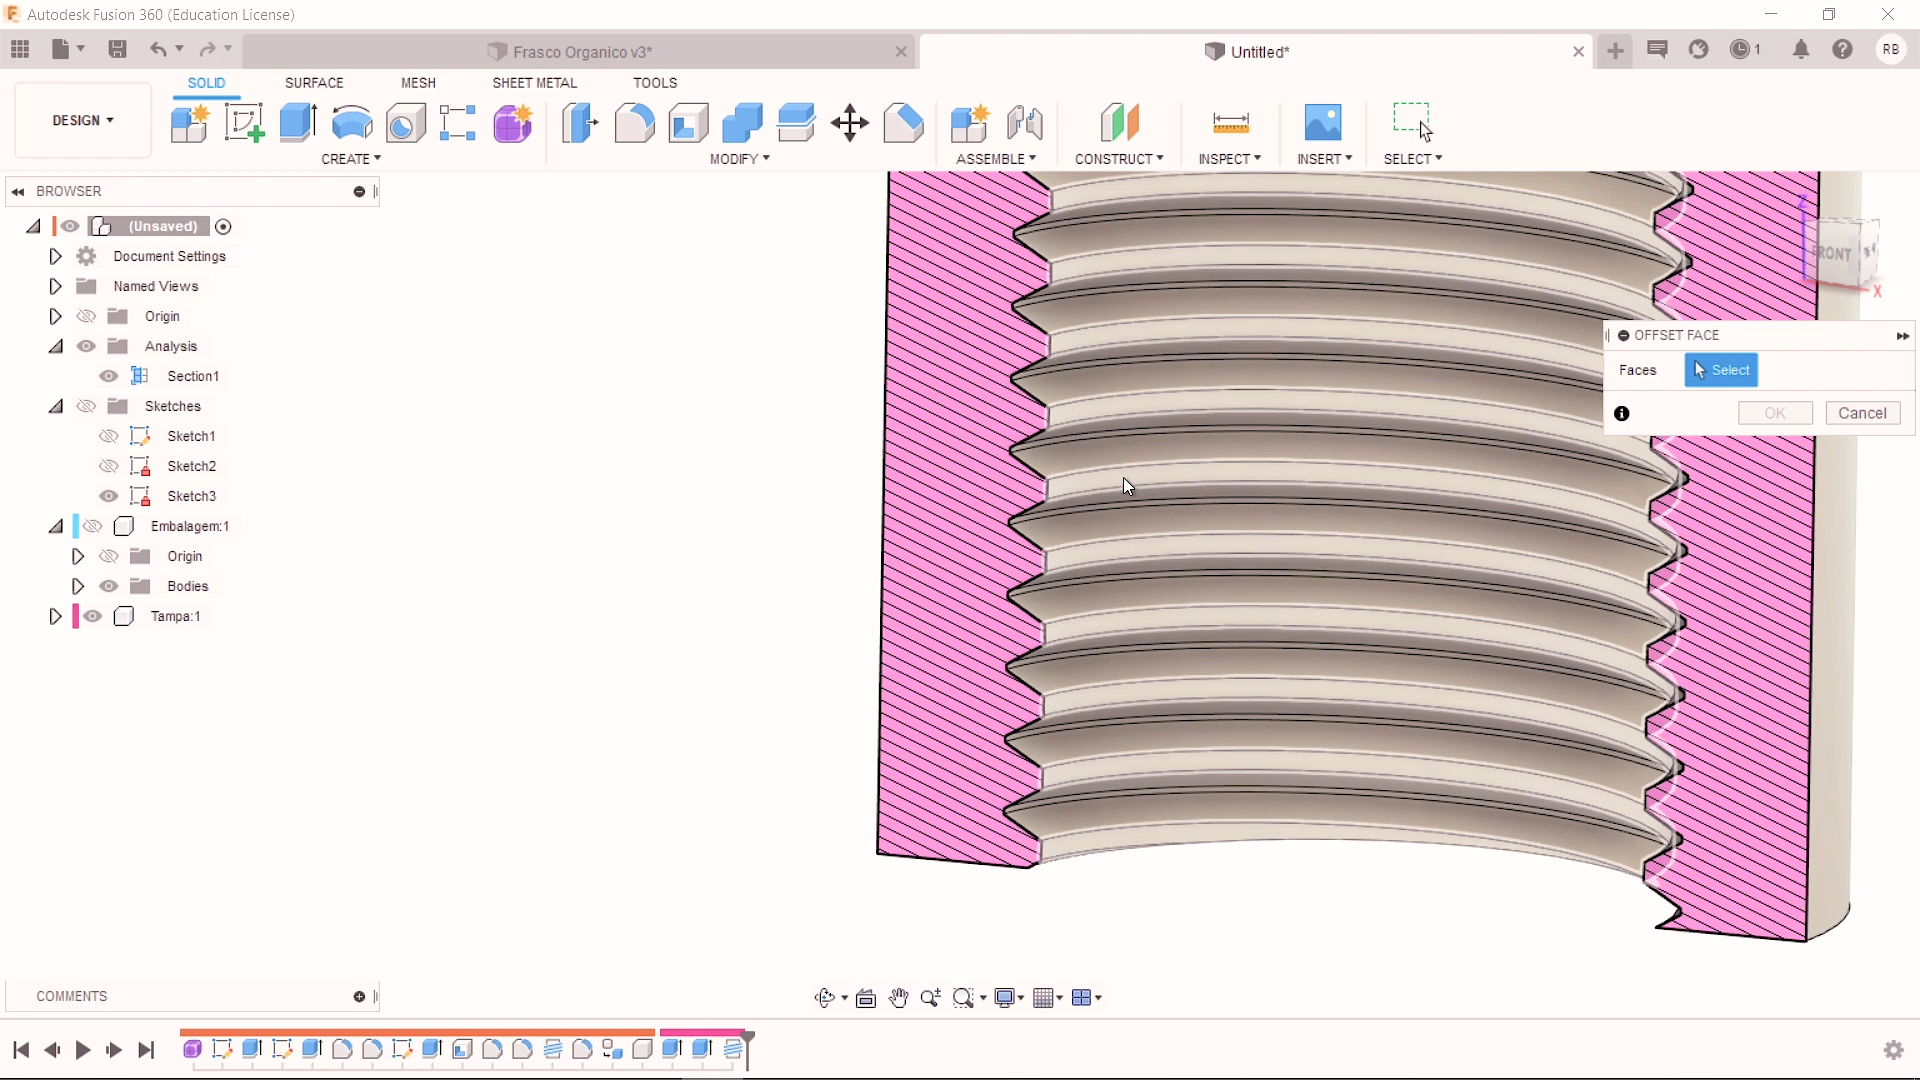 Autodesk Fusion 360 (Education License)
Frasco Organico v3*
Untitled*
1
RB
SOLID
SURFACE
MESH
SHEET METAL
TOOLS
DESIGN
CREATE
MODIFY
ASSEMBLE
CONSTRUCT
INSPECT
INSERT
SELECT
BROWSER
(Unsaved)
Document Settings
Named Views
Origin
Analysis
Section1
Sketches
Sketch1
Sketch2
Sketch3
Embalagem:1
Origin
Bodies
Tampa:1
Z
FRONT
X
OFFSET FACE
Faces
Select
OK
Cancel
COMMENTS